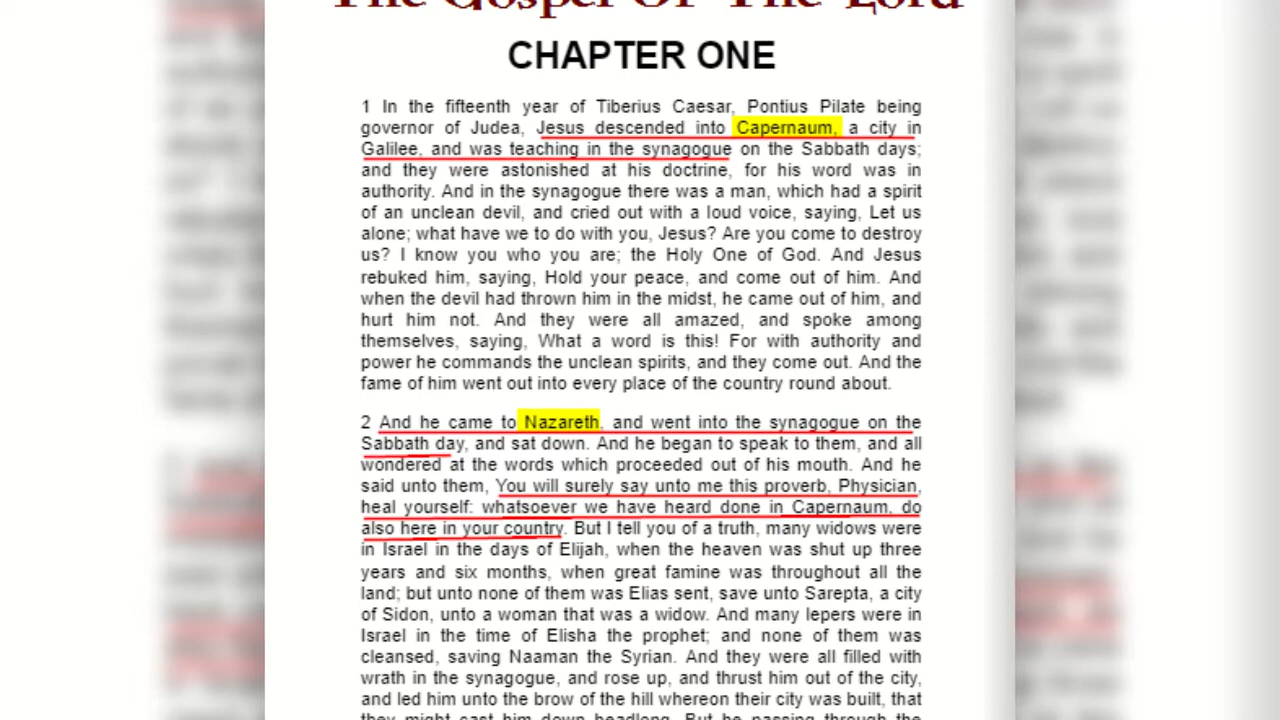 The Gospel Of The Lord
CHAPTER ONE
1 In the fifteenth year of Tiberius Caesar, Pontius Pilate being
governor of Judea, Jesus descended into Capernaum, a city in
Galilee, and was teaching in the synagogue on the Sabbath days;
and they were astonished at his doctrine, for his word was in
authority. And in the synagogue there was a man, which had a spirit
of an unclean devil, and cried out with a loud voice, saying, Let us
alone; what have we to do with you, Jesus? Are you come to destroy
us? I know you who you are; the Holy One of God. And Jesus
rebuked him, saying, Hold your peace, and come out of him. And
when the devil had thrown him in the midst, he came out of him, and
hurt him not. And they were all amazed, and spoke among
themselves, saying, What a word is this! For with authority and
power he commands the unclean spirits, and they come out. And the
fame of him went out into every place of the country round about.
2 And he came to Nazareth, and went into the synagogue on the
Sabbath day, and sat down. And he began to speak to them, and all
wondered at the words which proceeded out of his mouth. And he
said unto them, You will surely say unto me this proverb, Physician,
heal yourself: whatsoever we have heard done in Capernaum, do
also here in your country. But I tell you of a truth, many widows were
in Israel in the days of Elijah, when the heaven was shut up three
years and six months, when great famine was throughout all the
land; but unto none of them was Elias sent, save unto Sarepta, a city
of Sidon, unto a woman that was a widow. And many lepers were in
Israel in the time of Elisha the prophet; and none of them was
cleansed, saving Naaman the Syrian. And they were all filled with
wrath in the synagogue, and rose up, and thrust him out of the city,
and led him unto the brow of the hill whereon their city was built, that
they might cast him down headlong. But he passing through the